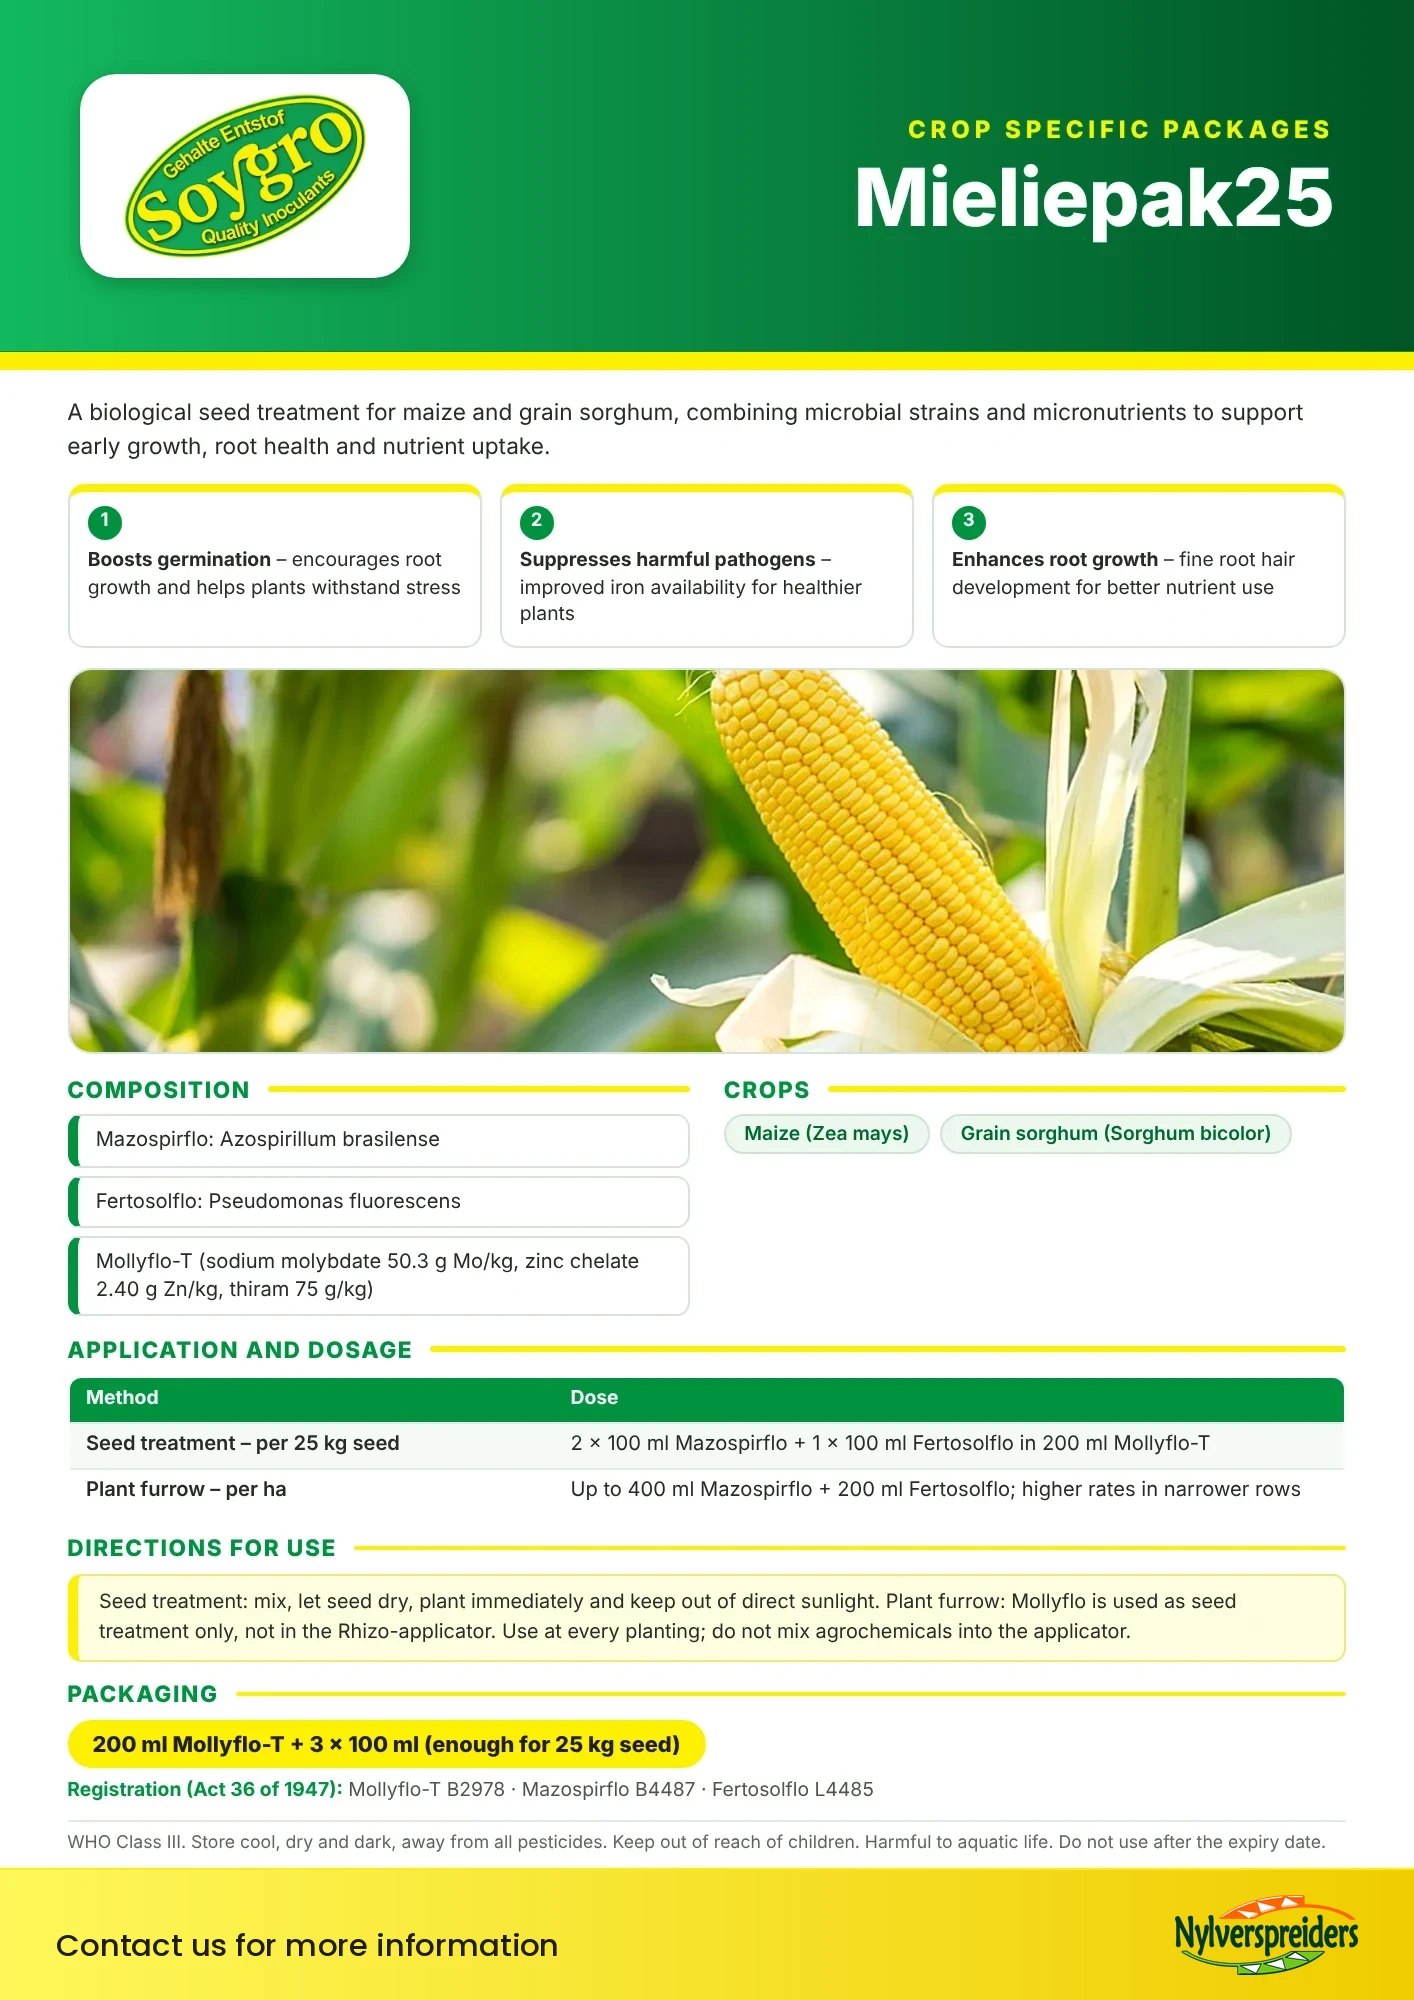 Gehalte Entstof
Soygro
Quality Inoculants
CROP SPECIFIC PACKAGES
Mieliepak25
A biological seed treatment for maize and grain sorghum, combining microbial strains and micronutrients to support
early growth, root health and nutrient uptake.
1
Boosts germination – encourages root
growth and helps plants withstand stress
2
Suppresses harmful pathogens –
improved iron availability for healthier
plants
3
Enhances root growth – fine root hair
development for better nutrient use
COMPOSITION
Mazospirflo: Azospirillum brasilense
Fertosolflo: Pseudomonas fluorescens
Mollyflo-T (sodium molybdate 50.3 g Mo/kg, zinc chelate
2.40 g Zn/kg, thiram 75 g/kg)
CROPS
Maize (Zea mays)
Grain sorghum (Sorghum bicolor)
APPLICATION AND DOSAGE
Method Dose
Seed treatment – per 25 kg seed 2 × 100 ml Mazospirflo + 1 × 100 ml Fertosolflo in 200 ml Mollyflo-T
Plant furrow – per ha Up to 400 ml Mazospirflo + 200 ml Fertosolflo; higher rates in narrower rows
DIRECTIONS FOR USE
Seed treatment: mix, let seed dry, plant immediately and keep out of direct sunlight. Plant furrow: Mollyflo is used as seed
treatment only, not in the Rhizo-applicator. Use at every planting; do not mix agrochemicals into the applicator.
PACKAGING
200 ml Mollyflo-T + 3 × 100 ml (enough for 25 kg seed)
Registration (Act 36 of 1947): Mollyflo-T B2978 · Mazospirflo B4487 · Fertosolflo L4485
WHO Class III. Store cool, dry and dark, away from all pesticides. Keep out of reach of children. Harmful to aquatic life. Do not use after the expiry date.
Contact us for more information
Nylverspreiders